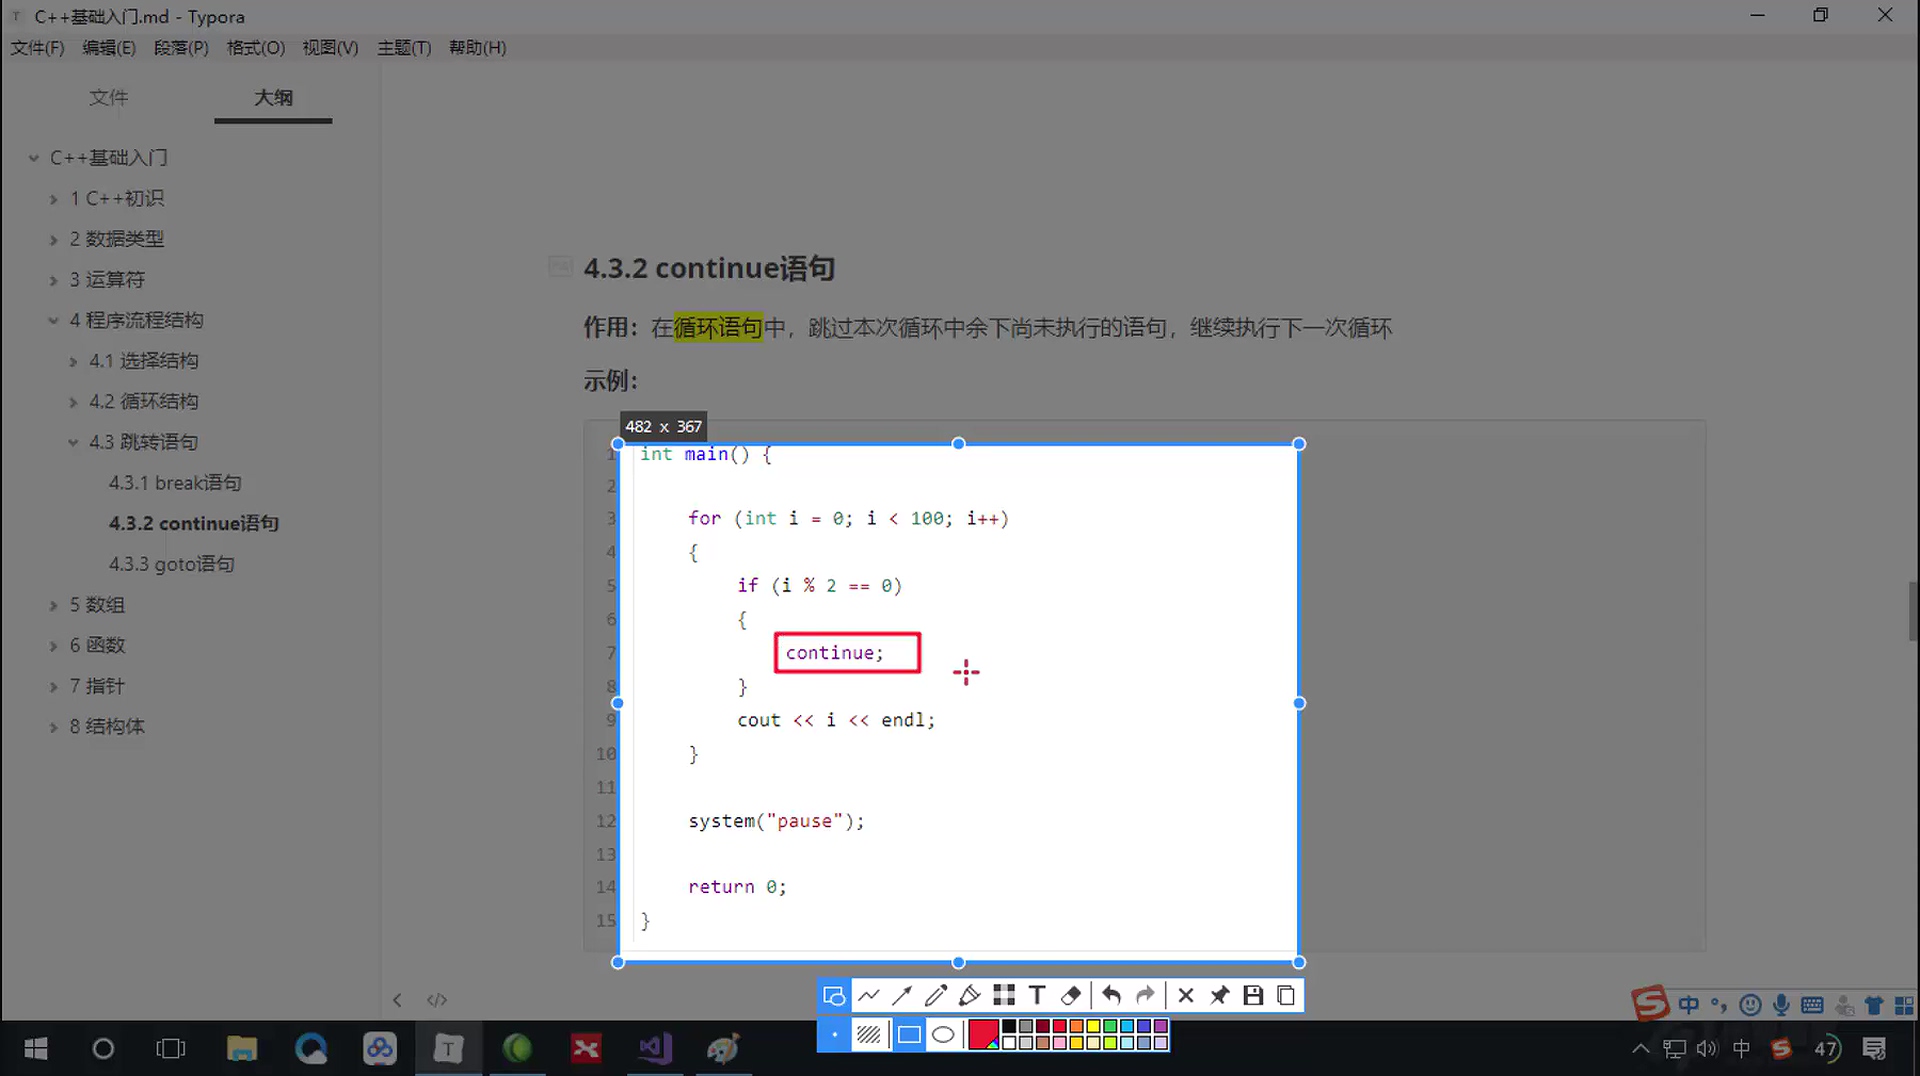 C++基础入门.md - Typora
文件(F) 编辑(E) 段落(P) 格式(O) 视图(V) 主题(T) 帮助(H)
文件 大纲
C++基础入门
1 C++初识
2 数据类型
3 运算符
4 程序流程结构
4.1 选择结构
4.2 循环结构
4.3 跳转语句
4.3.1 break语句
4.3.2 continue语句
4.3.3 goto语句
5 数组
6 函数
7 指针
8 结构体
4.3.2 continue语句
作用：在循环语句中，跳过本次循环中余下尚未执行的语句，继续执行下一次循环
示例：
482 x 367
1 int main() {
2
3 for (int i = 0; i < 100; i++)
4 {
5 if (i % 2 == 0)
6 {
7 continue;
8 }
9 cout << i << endl;
10 }
11
12 system("pause");
13
14 return 0;
15 }
中
中 47